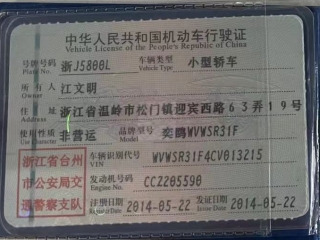 中华人民共和国机动车行驶证
Vehicle License of the People's Republic of China
号牌号码 浙J5800L 车辆类型 小型轿车
Plate No. Vehicle Type
所有人 江文明
Owner
住址 浙江省温岭市松门镇迎宾西路63弄19号
Address
使用性质 非营运 品牌型号 奕鸥WVWSR31F
Use Character Model
浙江省台州 车辆识别代号 WVWSR31F4CV013215
VIN
市公安局交 发动机号码 CCZ205590
Engine No.
通警察支队 注册日期 2014-05-22 发证日期 2014-05-22
Register Date Issue Date